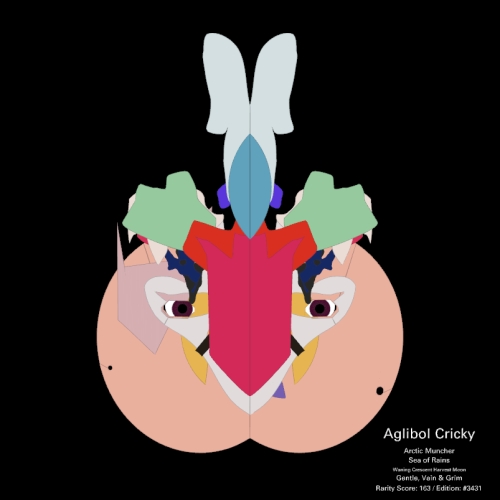 Aglibol Cricky
Arctic Muncher
Sea of Rains
Waning Crescent Harvest Moon
Gentle, Vain & Grim
Rarity Score: 163 / Edition: #3431